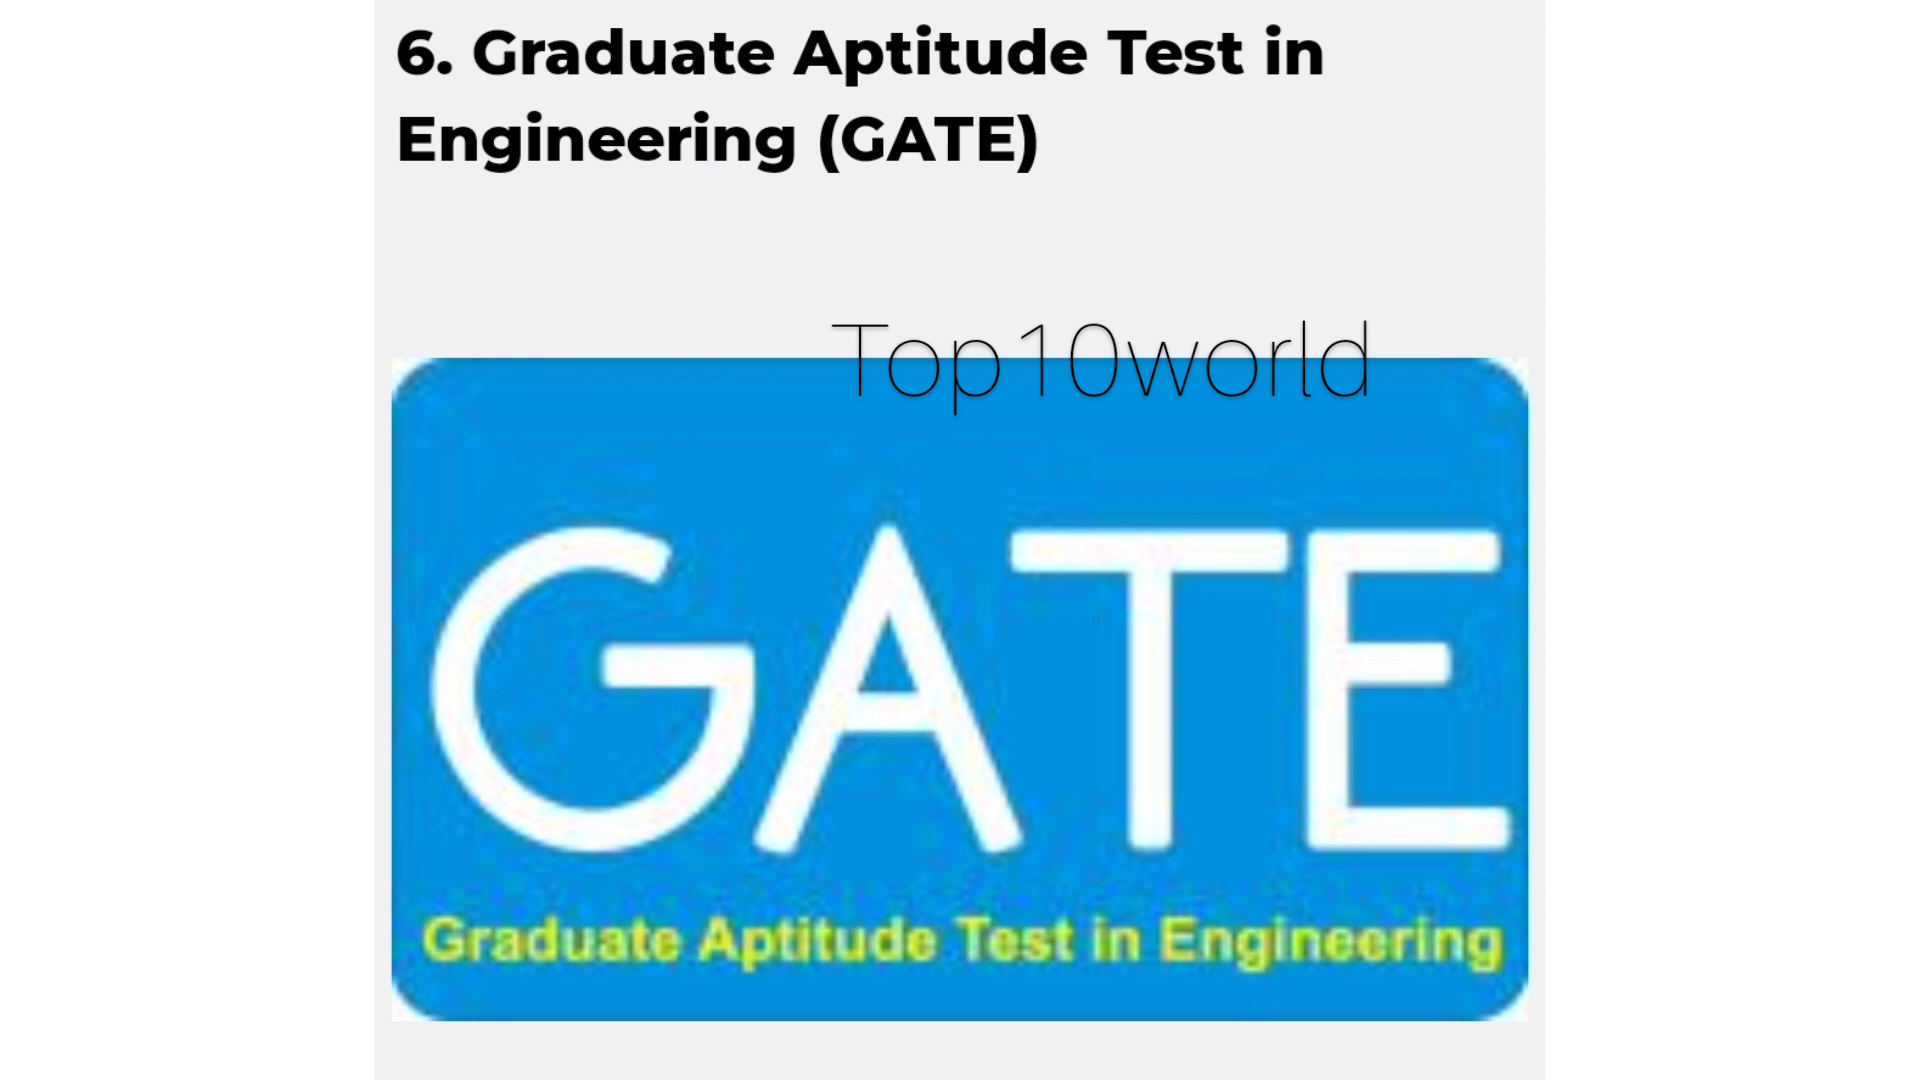 6. Graduate Aptitude Test in
Engineering (GATE)
Top10world
GATE
Graduate Aptitude Test in Engineering